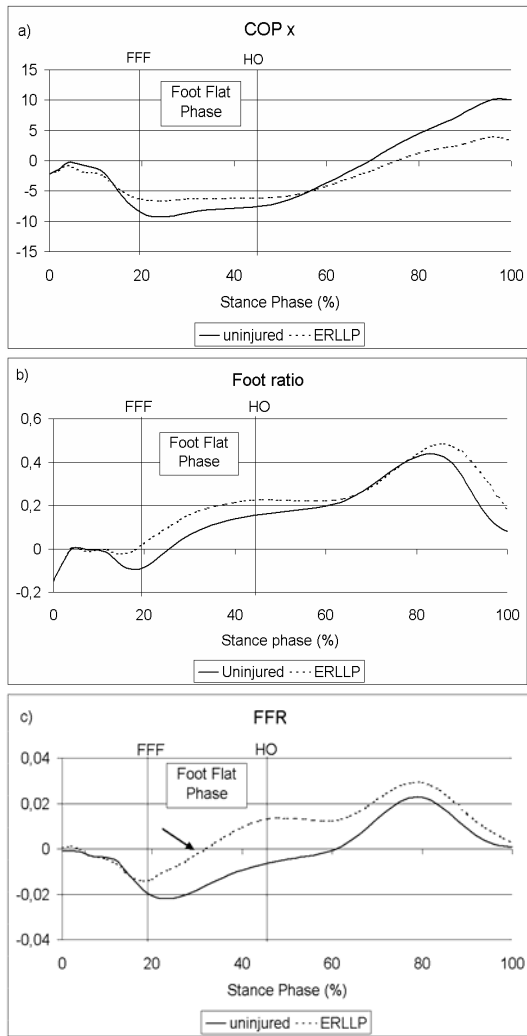 a)
COP x
FFF
HO
Foot Flat
Phase
15
10
5
0
-5
-10
-15
0
20
40
60
80
100
Stance Phase (%)
uninjured
ERLLP
b)
Foot ratio
FFF
HO
Foot Flat
Phase
0,6
0,4
0,2
0
-0,2
0
20
40
60
80
100
Stance phase (%)
Uninjured
ERLLP
c)
FFR
FFF
HO
Foot Flat
Phase
0,04
0,02
0
-0,02
-0,04
0
20
40
60
80
100
Stance Phase (%)
uninjured
ERLLP